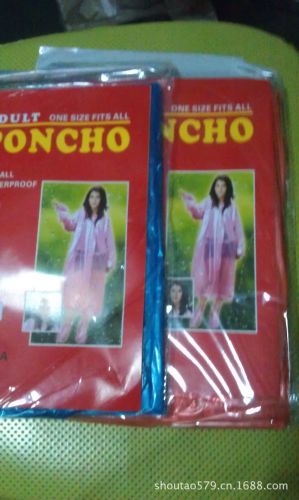 DULT ONE SIZE FITS ALL
PONCHO
ALL
ERPROOF
A
ONE SIZE FITS ALL
NCHO
shoutao579.cn.1688.com